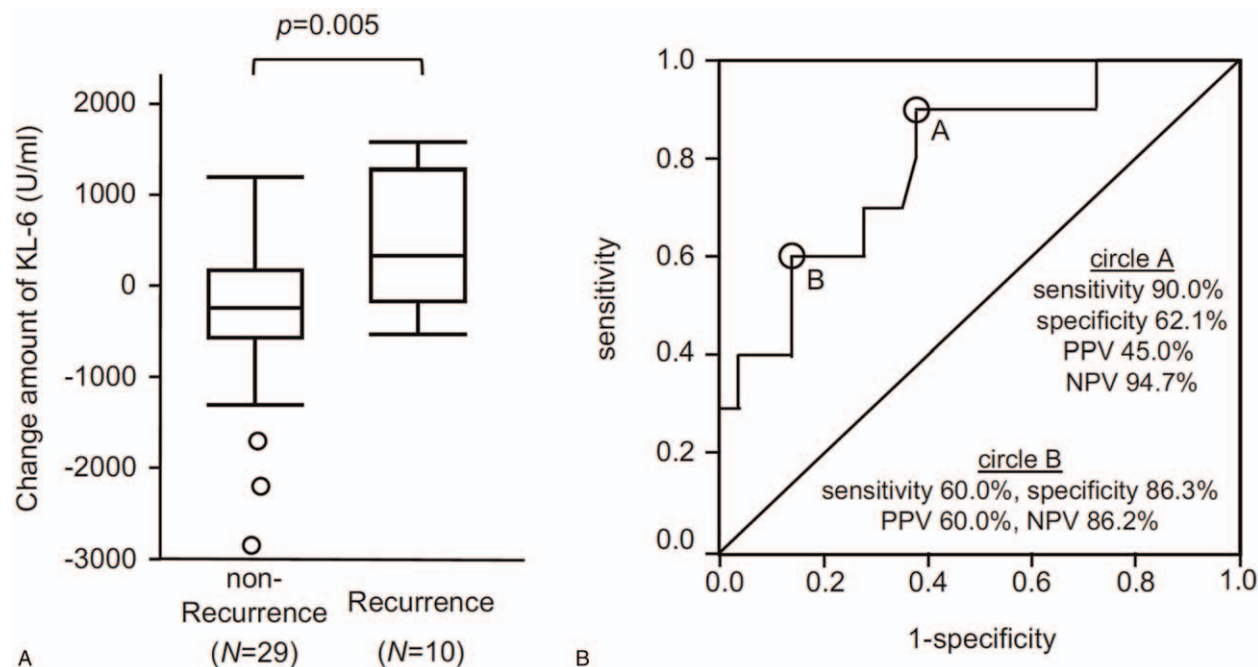 p=0.005
Change amount of KL-6 (U/ml)
2000
1000
0
-1000
-2000
-3000
non-
Recurrence
(N=29)
Recurrence
(N=10)
A
sensitivity
1.0
0.8
0.6
0.4
0.2
0.0
A
B
circle A
sensitivity 90.0%
specificity 62.1%
PPV 45.0%
NPV 94.7%
circle B
sensitivity 60.0%, specificity 86.3%
PPV 60.0%, NPV 86.2%
0.0 0.2 0.4 0.6 0.8 1.0
1-specificity
B